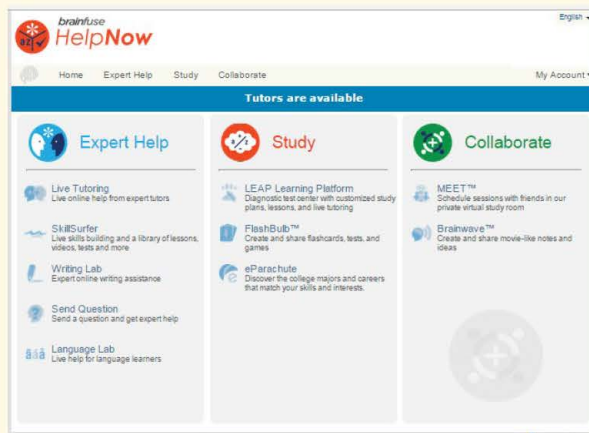 brainfuse
HelpNow
English
Home Expert Help Study Collaborate My Account
Tutors are available
Expert Help
Live Tutoring
Live online help from expert tutors
SkillSurfer
Live skills building and a library of lessons,
videos, tests and more
Writing Lab
Expert online writing assistance
Send Question
Send a question and get expert help
Language Lab
Live help for language learners
Study
LEAP Learning Platform
Diagnostic test center with customized study
plans, lessons, and live tutoring
FlashBulb™
Create and share flashcards, tests, and
games
eParachute
Discover the college majors and careers
that match your skills and interests.
Collaborate
MEET™
Schedule sessions with friends in our
private virtual study room
Brainwave™
Create and share movie-like notes and
ideas